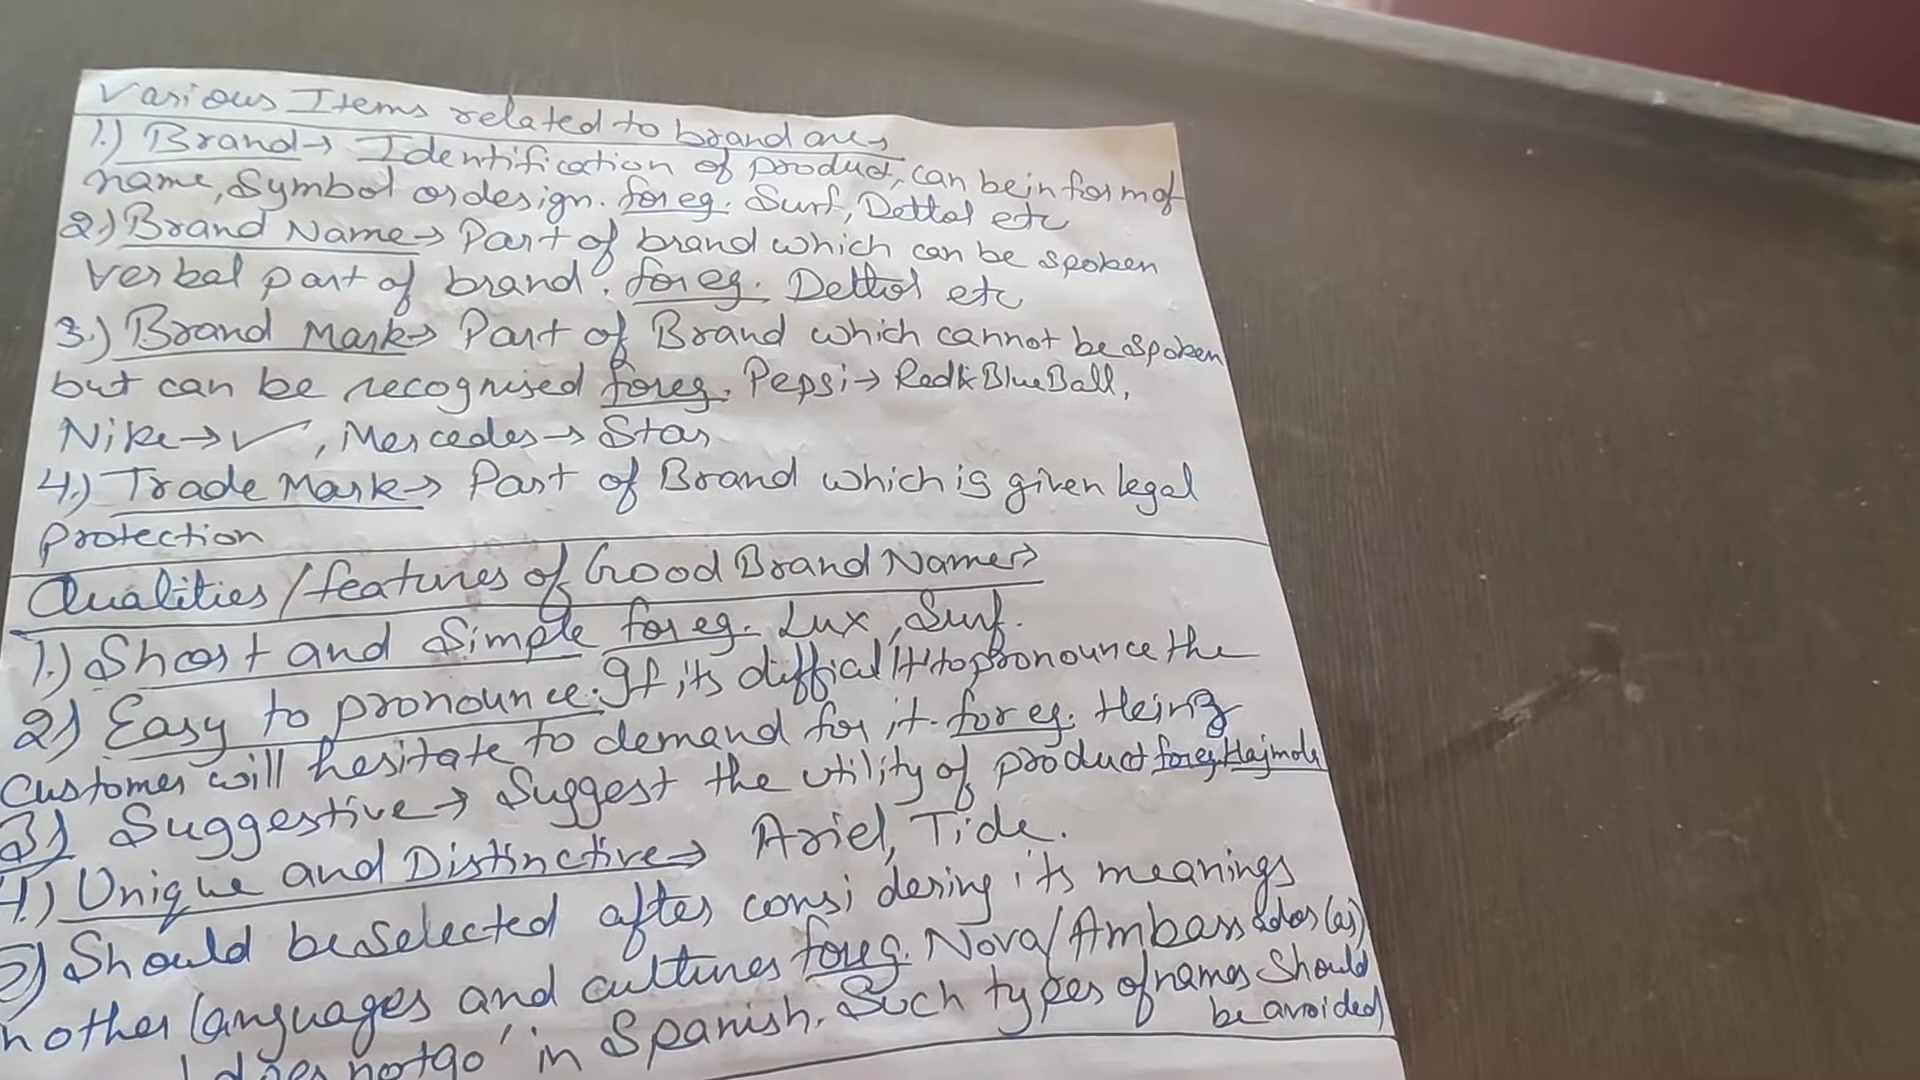 Various Items related to brand are→
1.) Brand→ Identification of product, can be in form of
name, Symbol or design. for eg. Surf, Dettol etc
2.) Brand Name→ Part of brand which can be spoken
Verbal part of brand. for eg. Dettol etc
3.) Brand Mark→ Part of Brand which cannot be spoken
but can be recognised for eg. Pepsi→ Red & Blue Ball,
Nike→✓, Mercedes→ Star
4.) Trade Mark→ Part of Brand which is given legal
Protection
Qualities/features of Good Brand Name→
1.) Short and Simple for eg. Lux, Surf.
2) Easy to pronounce. If its difficult to pronounce the
Customer will hesitate to demand for it. for eg. Heinz
3) Suggestive→ Suggest the utility of product for eg. Hajmola
4.) Unique and Distinctive→ Ariel, Tide.
5) Should be selected after considering its meanings
n other languages and cultures for eg. Nova/Ambassador (as)
does not go' in Spanish. Such types of names Should
be avoided